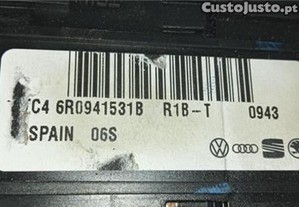 CustoJusto.pt
C4 6R0941531B R1B--T 0943
SPAIN 06S